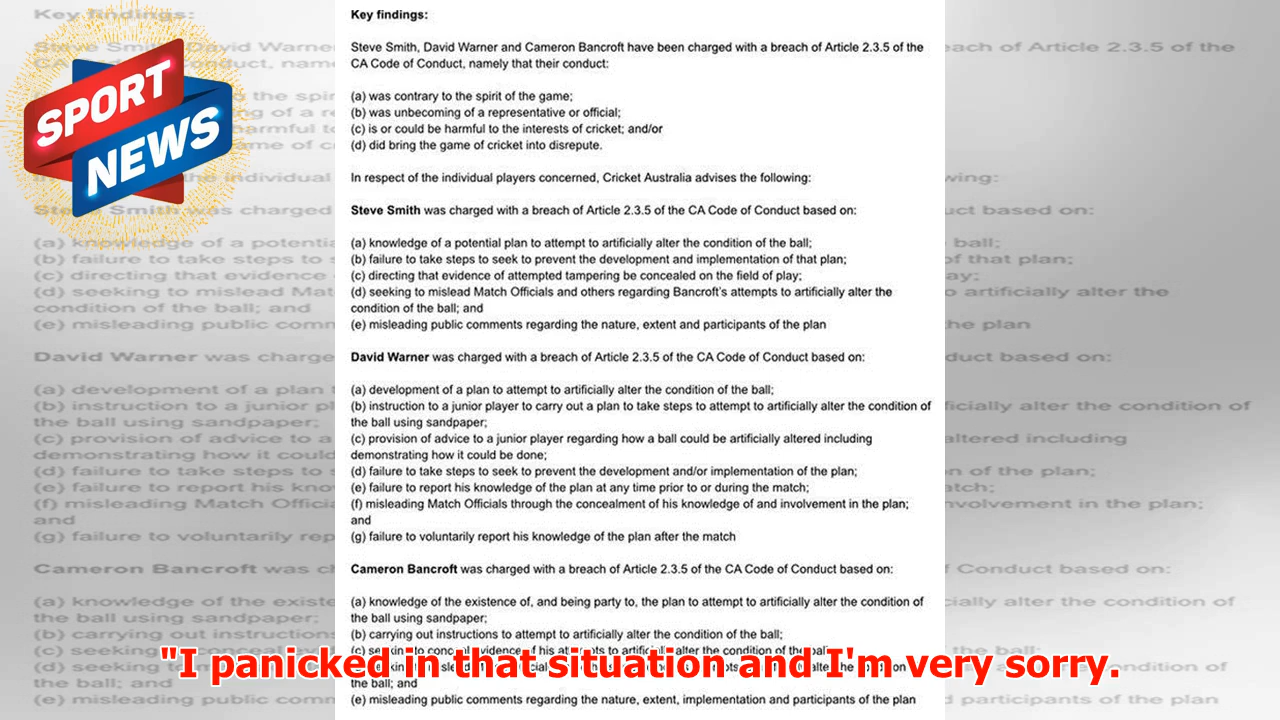 SPORT
NEWS
Key findings:
Steve Smith, David Warner and Cameron Bancroft have been charged with a breach of Article 2.3.5 of the
CA Code of Conduct, namely that their conduct:
(a) was contrary to the spirit of the game;
(b) was unbecoming of a representative or official;
(c) is or could be harmful to the interests of cricket; and/or
(d) did bring the game of cricket into disrepute.
In respect of the individual players concerned, Cricket Australia advises the following:
Steve Smith was charged with a breach of Article 2.3.5 of the CA Code of Conduct based on:
(a) knowledge of a potential plan to attempt to artificially alter the condition of the ball;
(b) failure to take steps to seek to prevent the development and implementation of that plan;
(c) directing that evidence of attempted tampering be concealed on the field of play;
(d) seeking to mislead Match Officials and others regarding Bancroft's attempts to artificially alter the
condition of the ball; and
(e) misleading public comments regarding the nature, extent and participants of the plan
David Warner was charged with a breach of Article 2.3.5 of the CA Code of Conduct based on:
(a) development of a plan to attempt to artificially alter the condition of the ball;
(b) instruction to a junior player to carry out a plan to take steps to attempt to artificially alter the condition of
the ball using sandpaper;
(c) provision of advice to a junior player regarding how a ball could be artificially altered including
demonstrating how it could be done;
(d) failure to take steps to seek to prevent the development and/or implementation of the plan;
(e) failure to report his knowledge of the plan at any time prior to or during the match;
(f) misleading Match Officials through the concealment of his knowledge of and involvement in the plan;
and
(g) failure to voluntarily report his knowledge of the plan after the match
Cameron Bancroft was charged with a breach of Article 2.3.5 of the CA Code of Conduct based on:
(a) knowledge of the existence of, and being party to, the plan to attempt to artificially alter the condition of
the ball using sandpaper;
(b) carrying out instructions to attempt to artificially alter the condition of the ball;
(c) seeking to conceal evidence of his attempts to artificially alter the condition of the ball
"I panicked in that situation and I'm very sorry.
the ball; and
(e) misleading public comments regarding the nature, extent, implementation and participants of the plan